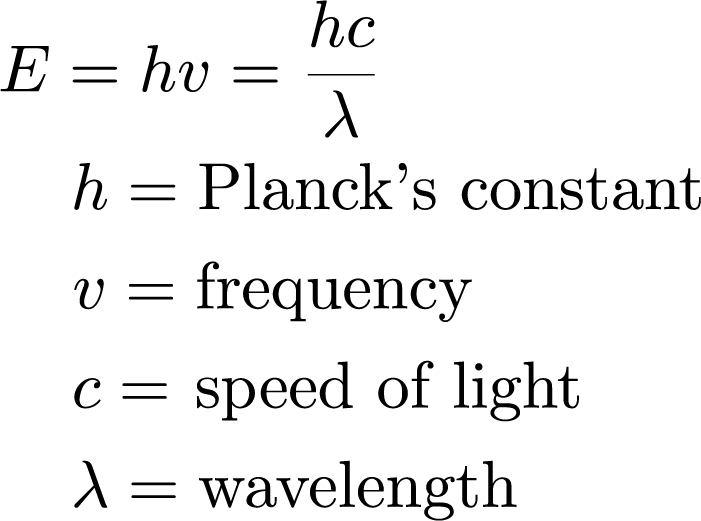 E = hv = hc/λ
h = Planck's constant
v = frequency
c = speed of light
λ = wavelength